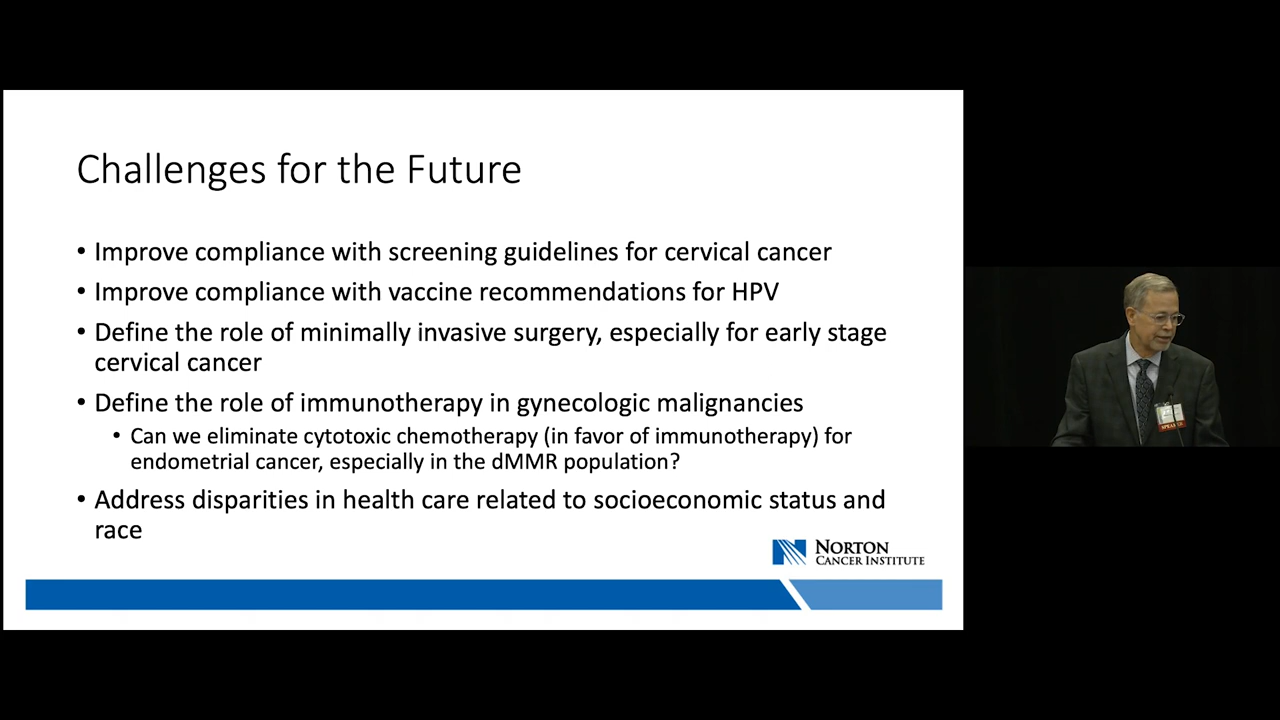 Challenges for the Future
• Improve compliance with screening guidelines for cervical cancer
• Improve compliance with vaccine recommendations for HPV
• Define the role of minimally invasive surgery, especially for early stage
cervical cancer
• Define the role of immunotherapy in gynecologic malignancies
• Can we eliminate cytotoxic chemotherapy (in favor of immunotherapy) for
endometrial cancer, especially in the dMMR population?
• Address disparities in health care related to socioeconomic status and
race
NORTON
CANCER INSTITUTE
SPEAKER